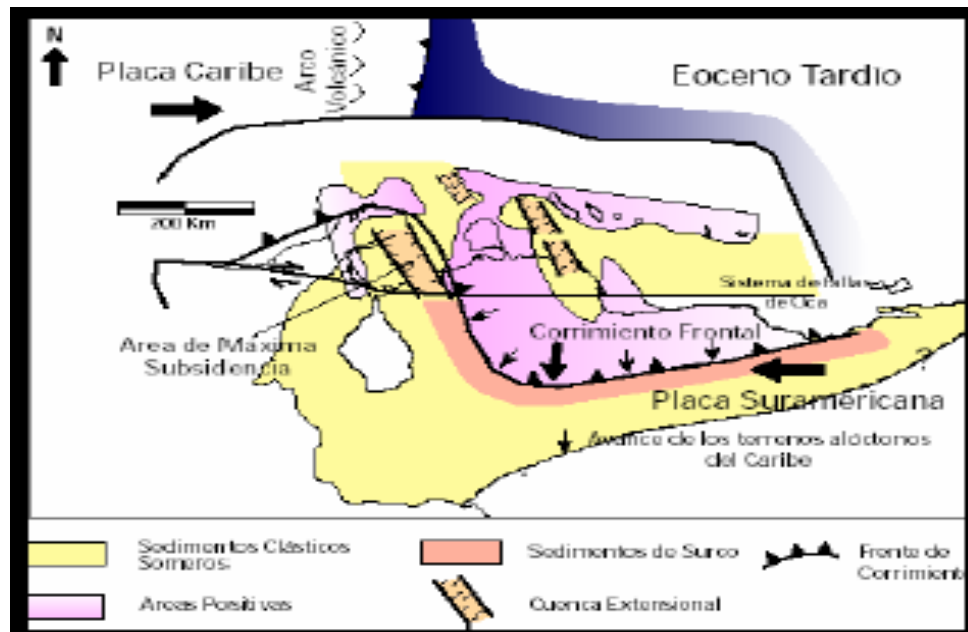 N
Placa Caribe
Arco
Volcánico
Eoceno Tardío
200 Km
Sistema de fallas
de Oca
Area de Máxima
Subsidencia
Corrimiento Frontal
?
Placa Suramericana
Avance de los terrenos alóctonos
del Caribe
Sedimentos Clásticos
Someros
Sedimentos de Surco
Frente de
Corrimiento
Areas Positivas
Cuenca Extensional